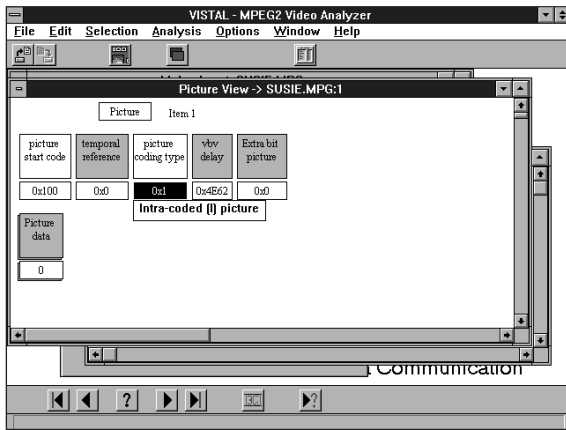 VISTAL - MPEG2 Video Analyzer
File Edit Selection Analysis Options Window Help
Picture View -> SUSIE.MPG:1
Picture Item 1
picture start code
temporal reference
picture coding type
vbv delay
Extra bit picture
0x100 0x0 0x1 0x4E62 0x0
Intra-coded (I) picture
Picture data
0
Communication